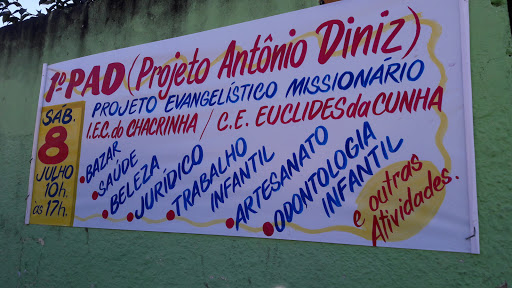 1º PAD (Projeto Antônio Diniz)
PROJETO EVANGELÍSTICO MISSIONÁRIO
I.E.C. do CHACRINHA / C.E. EUCLIDES da CUNHA
SÁB.
8
JULHO
10h.
às 17h.
• BAZAR
• SAÚDE
• BELEZA
• JURÍDICO
• TRABALHO
INFANTIL
• ARTESANATO
• ODONTOLOGIA
INFANTIL
e outras
Atividades.